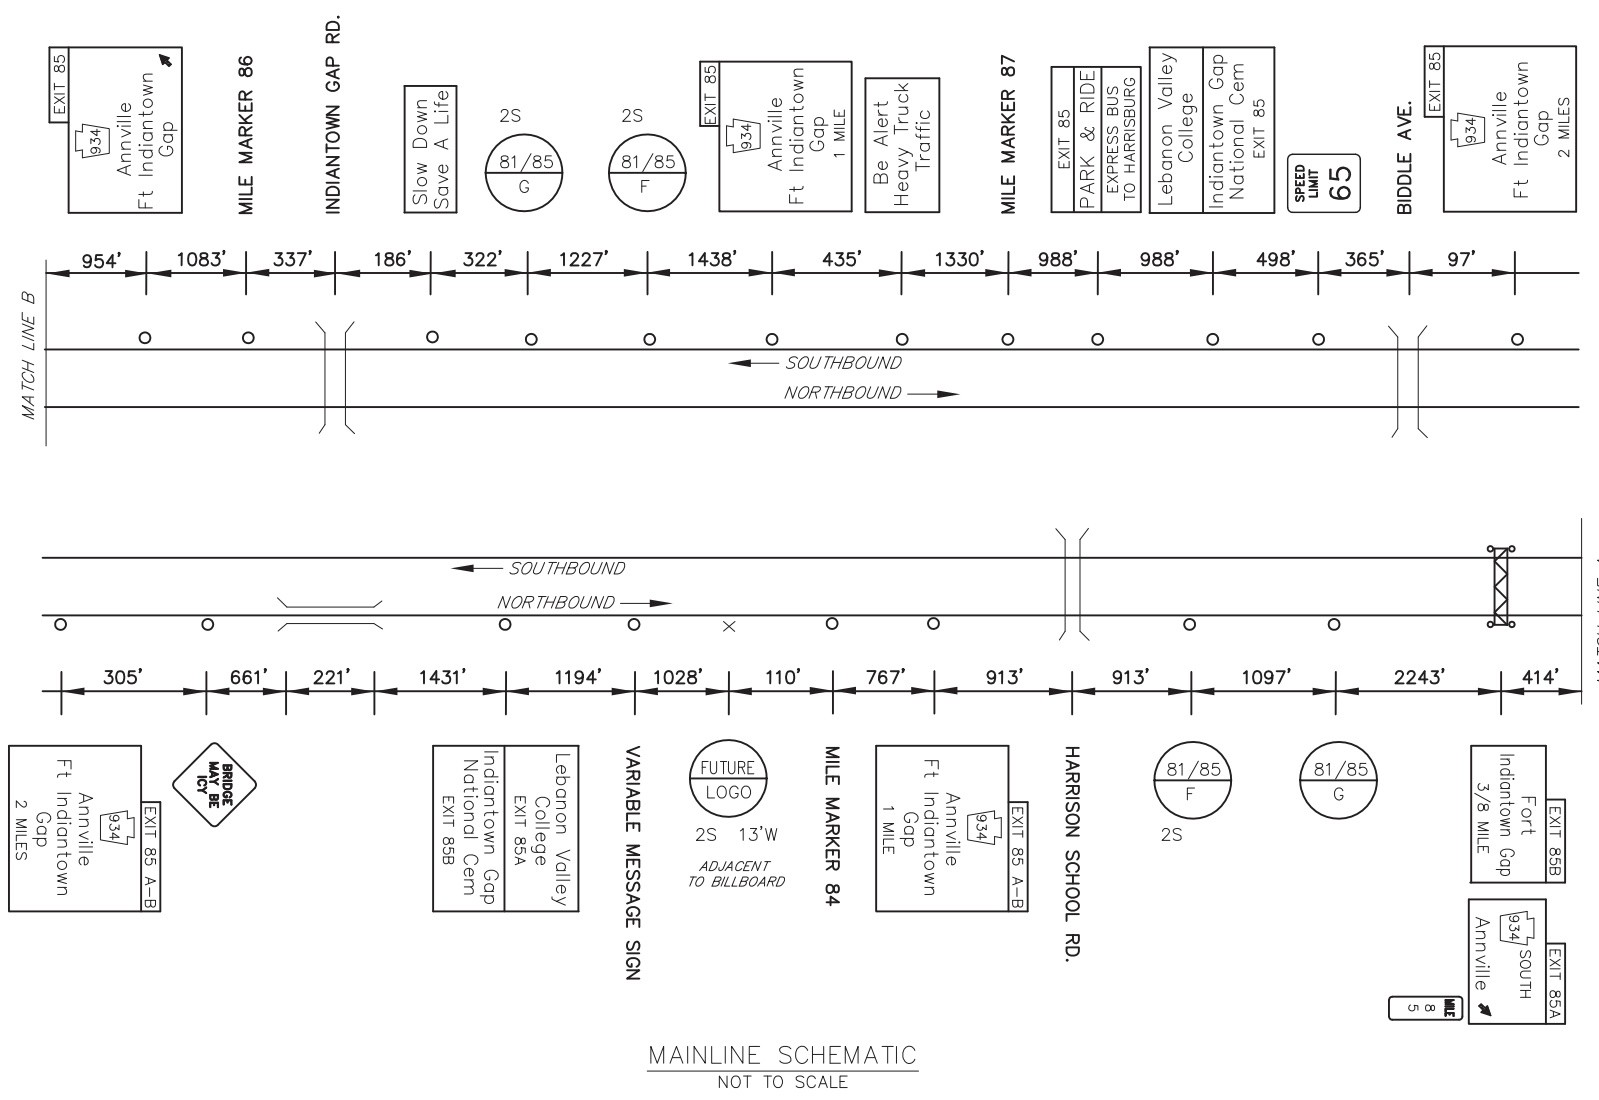 EXIT 85
934
Annville
Ft Indiantown
Gap
MILE MARKER 86
INDIANTOWN GAP RD.
Slow Down
Save A Life
2S
81/85
G
2S
81/85
F
EXIT 85
934
Annville
Ft Indiantown
Gap
1 MILE
Be Alert
Heavy Truck
Traffic
MILE MARKER 87
EXIT 85
PARK & RIDE
EXPRESS BUS
TO HARRISBURG
Lebanon Valley
College
Indiantown Gap
National Cem
EXIT 85
SPEED
LIMIT
65
BIDDLE AVE.
EXIT 85
934
Annville
Ft Indiantown
Gap
2 MILES
954' 1083' 337' 186' 322' 1227' 1438' 435' 1330' 988' 988' 498' 365' 97'
MATCH LINE B
SOUTHBOUND
NORTHBOUND
SOUTHBOUND
NORTHBOUND
305' 661' 221' 1431' 1194' 1028' 110' 767' 913' 913' 1097' 2243' 414'
EXIT 85 A-B
934
Annville
Ft Indiantown
Gap
2 MILES
BRIDGE
MAY BE
ICY
Lebanon Valley
College
EXIT 85A
Indiantown Gap
National Cem
EXIT 85B
VARIABLE MESSAGE SIGN
FUTURE
LOGO
2S 13'W
ADJACENT
TO BILLBOARD
MILE MARKER 84
EXIT 85 A-B
934
Annville
Ft Indiantown
Gap
1 MILE
HARRISON SCHOOL RD.
81/85
F
2S
81/85
G
EXIT 85B
Fort
Indiantown Gap
3/8 MILE
EXIT 85A
934 SOUTH
Annville
MILE
8
5
MAINLINE SCHEMATIC
NOT TO SCALE